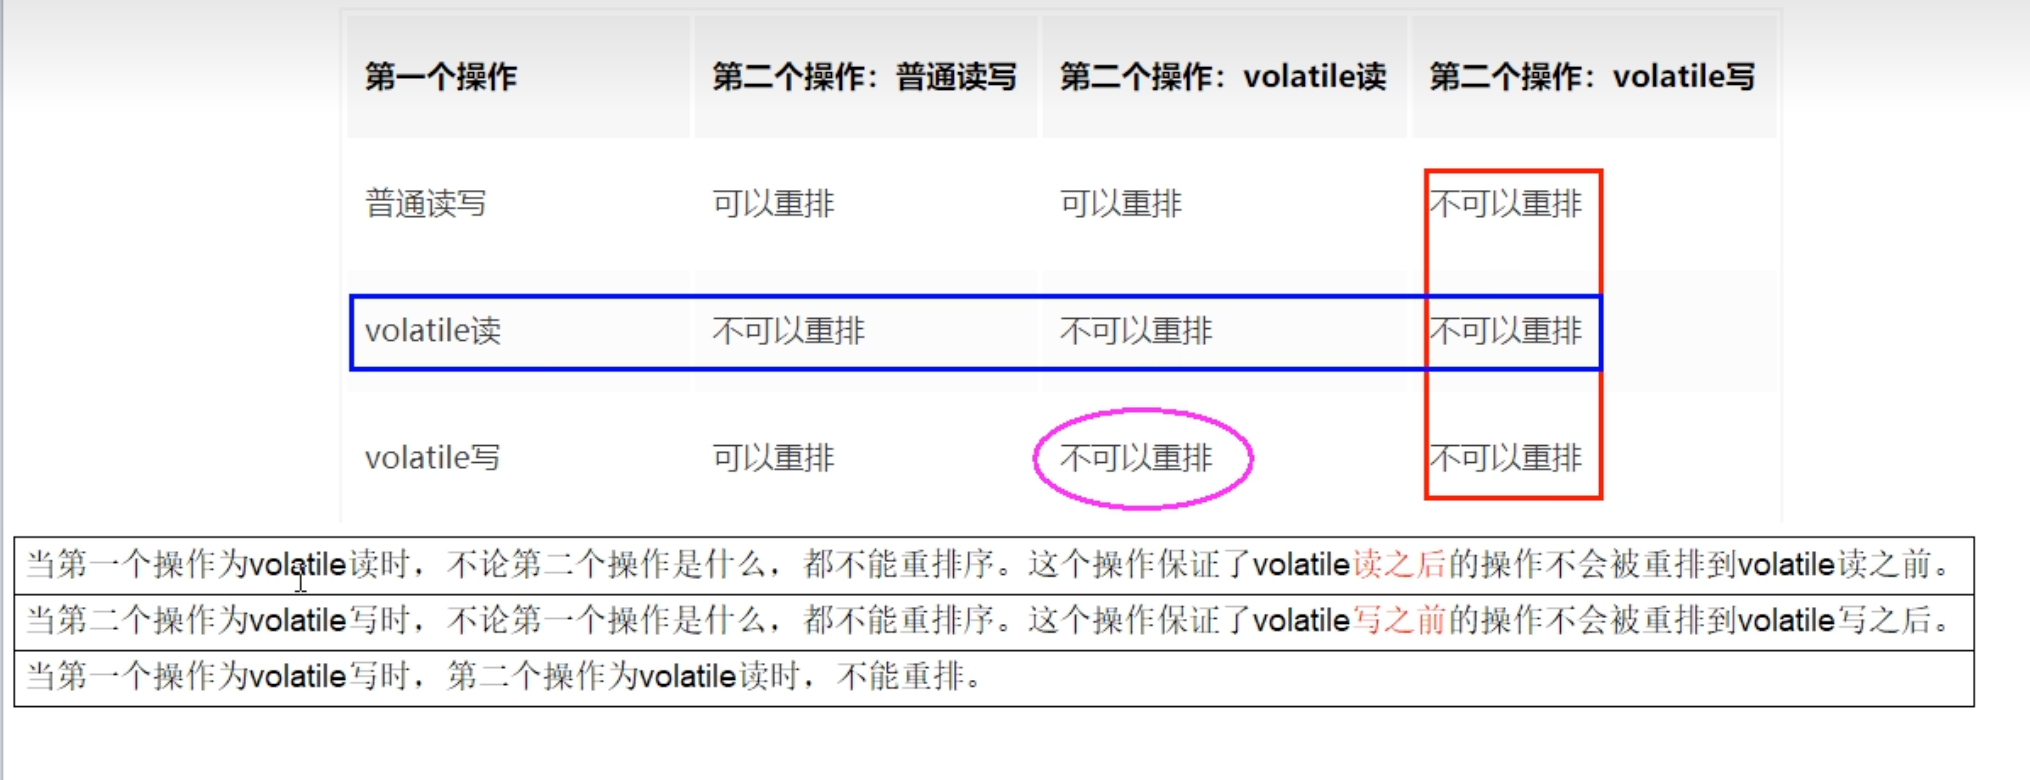 第一个操作 第二个操作：普通读写 第二个操作：volatile读 第二个操作：volatile写
普通读写 可以重排 可以重排 不可以重排
volatile读 不可以重排 不可以重排 不可以重排
volatile写 可以重排 不可以重排 不可以重排
当第一个操作为volatile读时，不论第二个操作是什么，都不能重排序。这个操作保证了volatile读之后的操作不会被重排到volatile读之前。
当第二个操作为volatile写时，不论第一个操作是什么，都不能重排序。这个操作保证了volatile写之前的操作不会被重排到volatile写之后。
当第一个操作为volatile写时，第二个操作为volatile读时，不能重排。